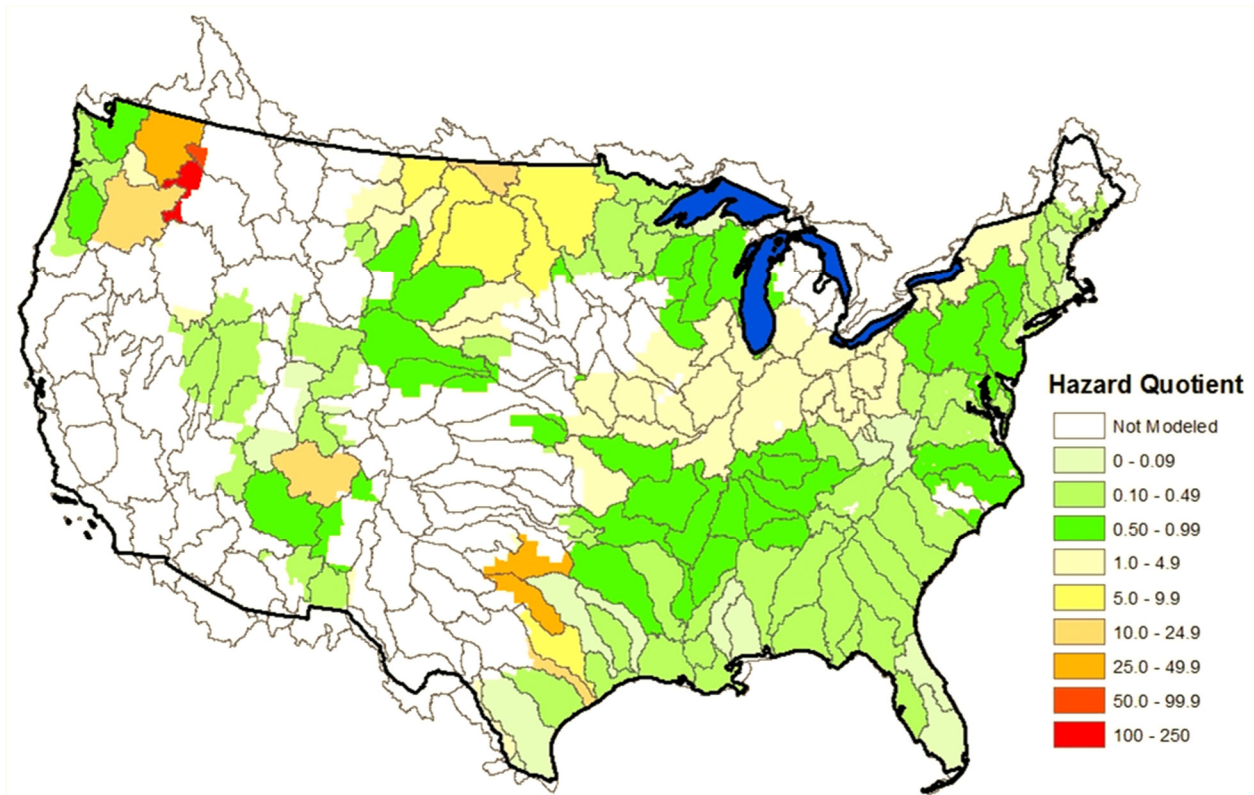 Hazard Quotient
Not Modeled
0 - 0.09
0.10 - 0.49
0.50 - 0.99
1.0 - 4.9
5.0 - 9.9
10.0 - 24.9
25.0 - 49.9
50.0 - 99.9
100 - 250